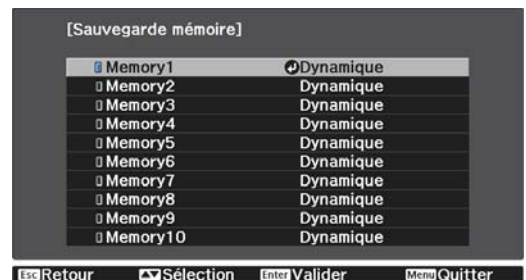 [Sauvegarde mémoire]
Memory1 Dynamique
Memory2 Dynamique
Memory3 Dynamique
Memory4 Dynamique
Memory5 Dynamique
Memory6 Dynamique
Memory7 Dynamique
Memory8 Dynamique
Memory9 Dynamique
Memory10 Dynamique
Esc Retour Sélection Enter Valider Menu Quitter